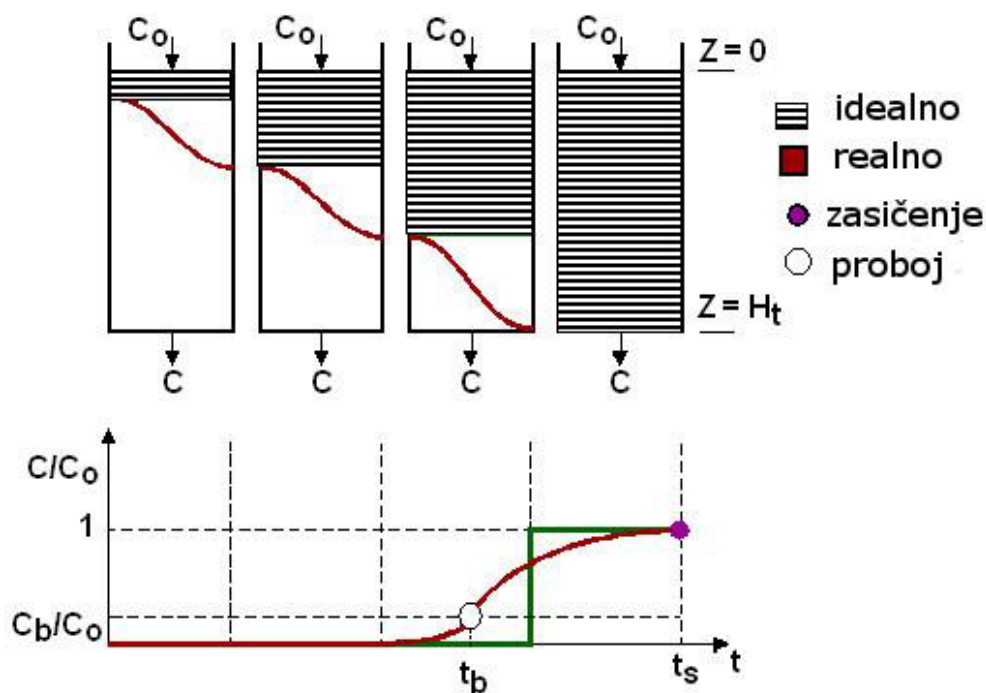 Co Co Co Co
Z = 0
idealno
realno
zasičenje
proboj
Z = Ht
C C C C
C/Co
1
Cb/Co
tb ts t